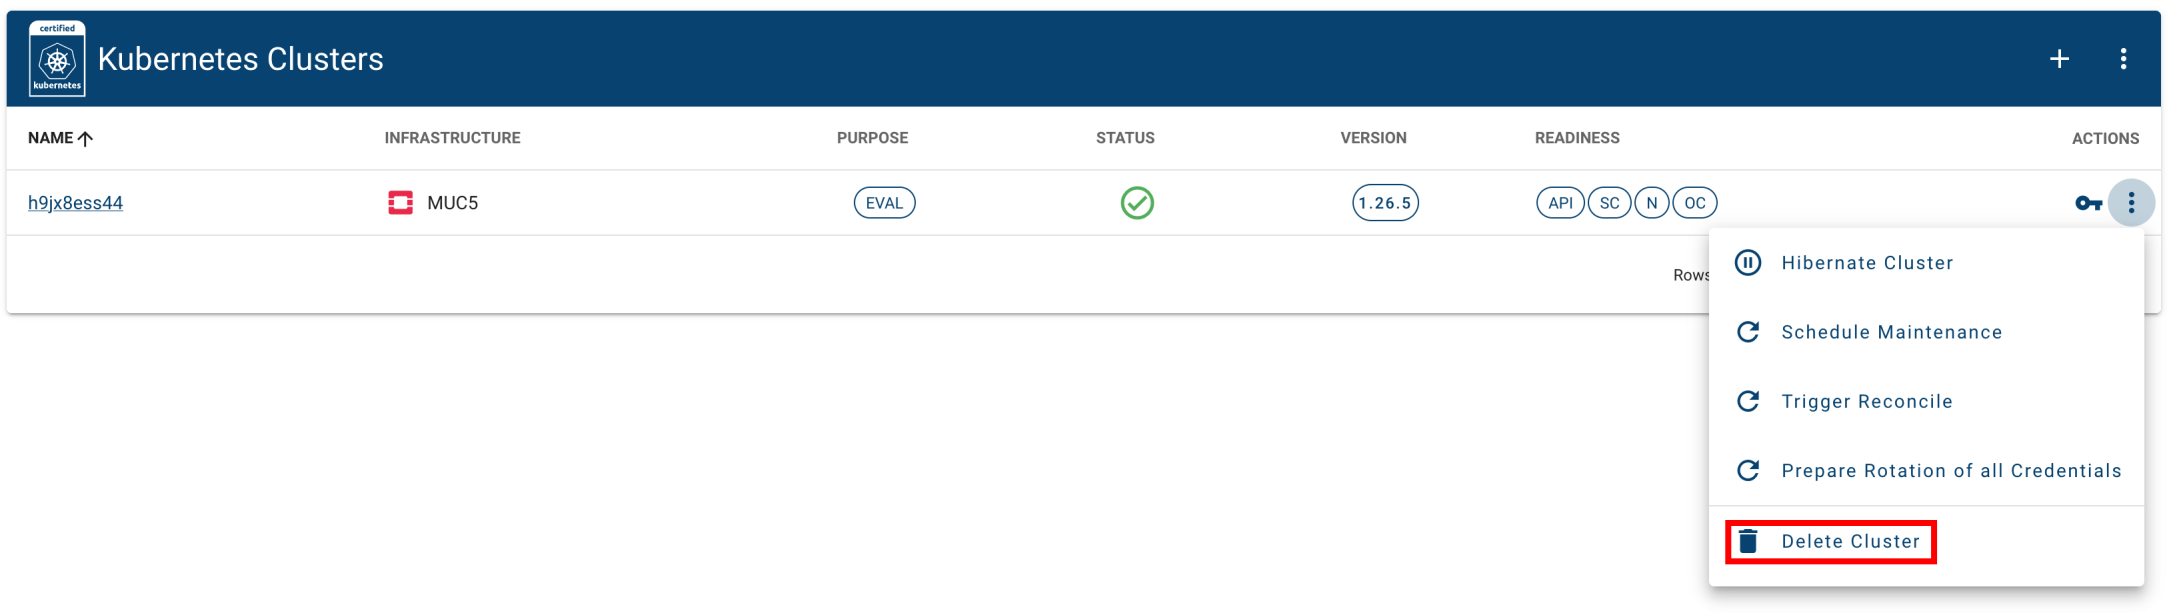 certified
kubernetes
Kubernetes Clusters
NAME INFRASTRUCTURE PURPOSE STATUS VERSION READINESS ACTIONS
h9jx8ess44 MUC5 EVAL 1.26.5 API SC N OC
Rows
Hibernate Cluster
Schedule Maintenance
Trigger Reconcile
Prepare Rotation of all Credentials
Delete Cluster